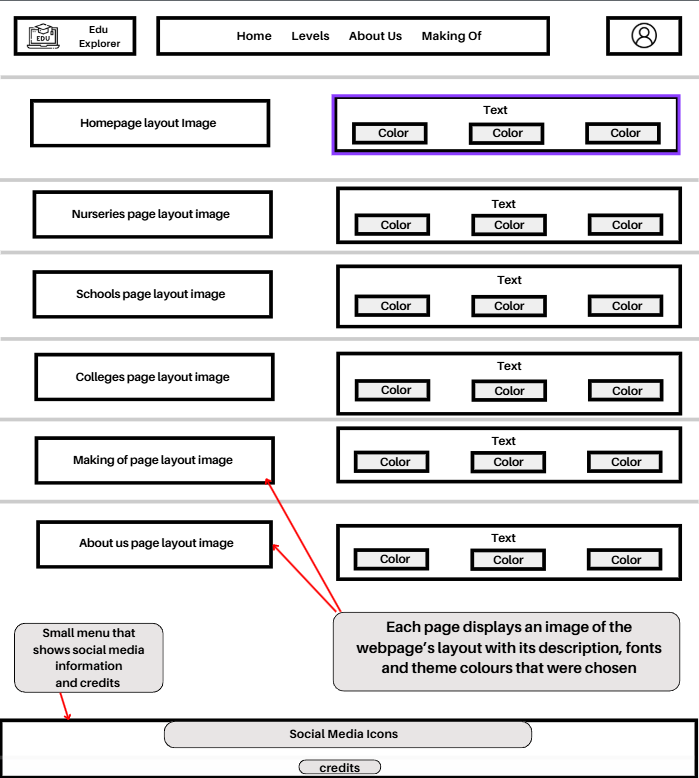 EDU
Edu
Explorer
Home Levels About Us Making Of
Homepage layout Image
Text
Color Color Color
Nurseries page layout image
Text
Color Color Color
Schools page layout image
Text
Color Color Color
Colleges page layout image
Text
Color Color Color
Making of page layout image
Text
Color Color Color
About us page layout image
Text
Color Color Color
Small menu that
shows social media
information
and credits
Each page displays an image of the
webpage’s layout with its description, fonts
and theme colours that were chosen
Social Media Icons
credits